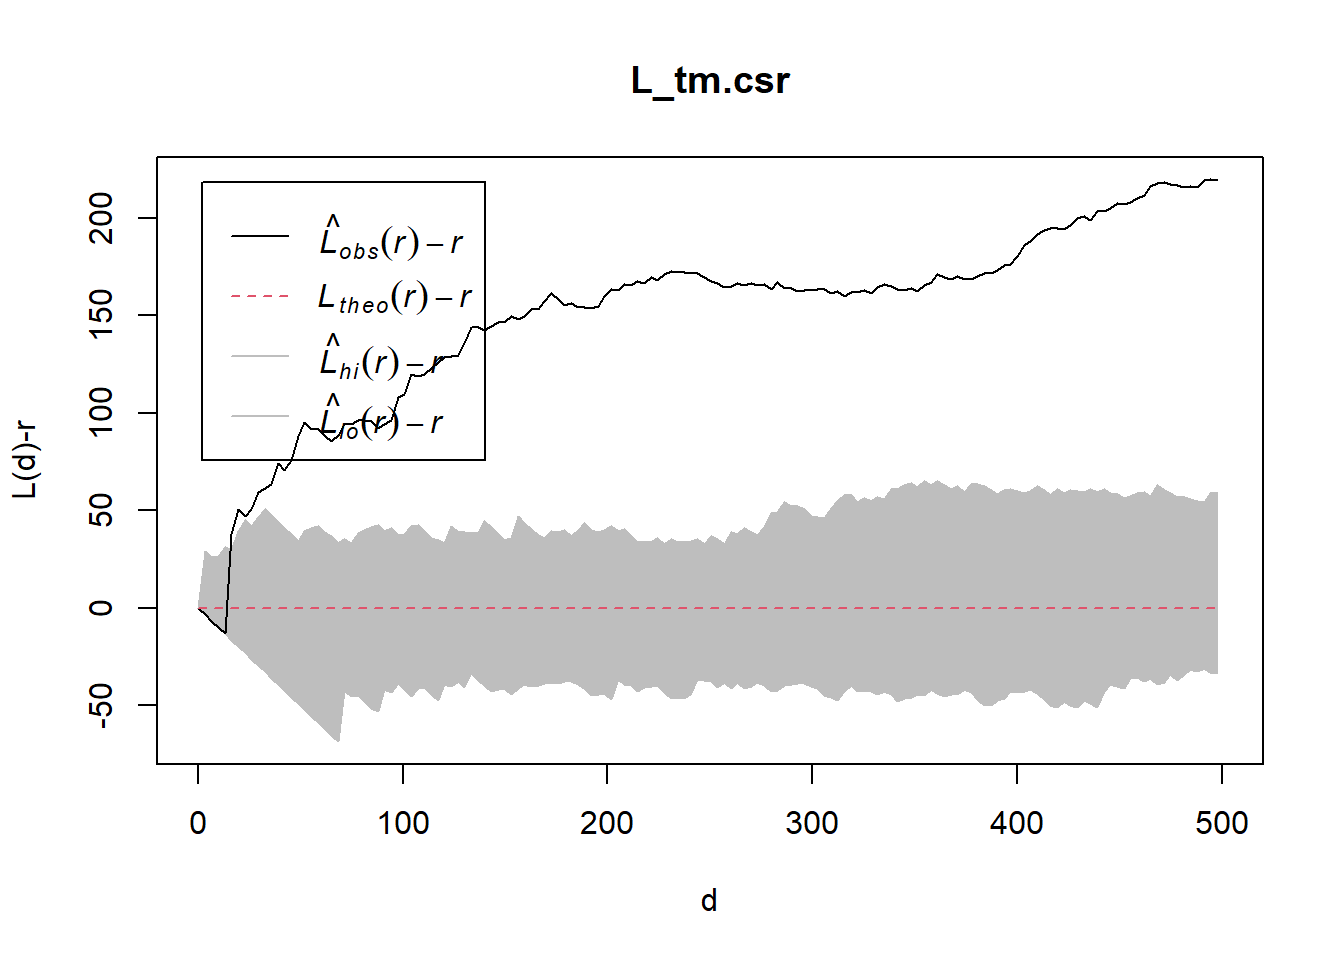 L_tm.csr
L̂obs(r) – r
Ltheo(r) – r
L̂hi(r) – r
L̂lo(r) – r
L(d)-r
200
150
100
50
0
-50
0 100 200 300 400 500
d